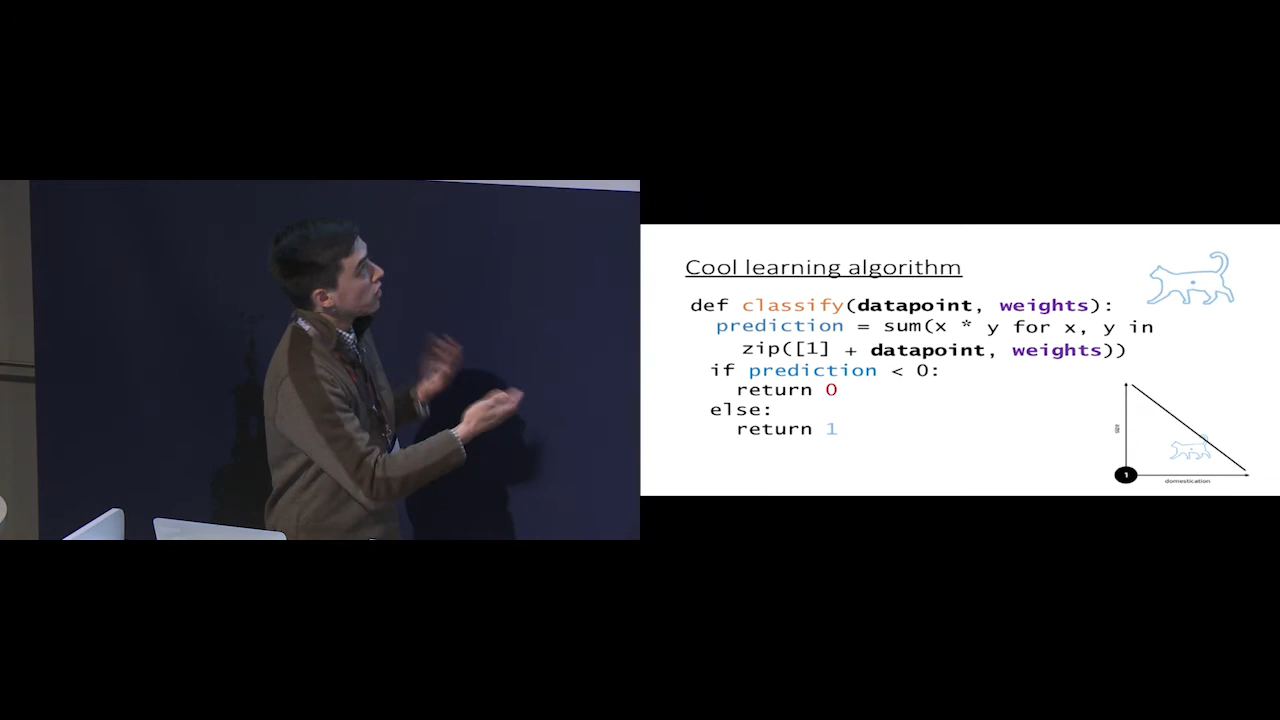 Cool learning algorithm
def classify(datapoint, weights):
prediction = sum(x * y for x, y in
zip([1] + datapoint, weights))
if prediction < 0:
return 0
else:
return 1
size
1
domestication